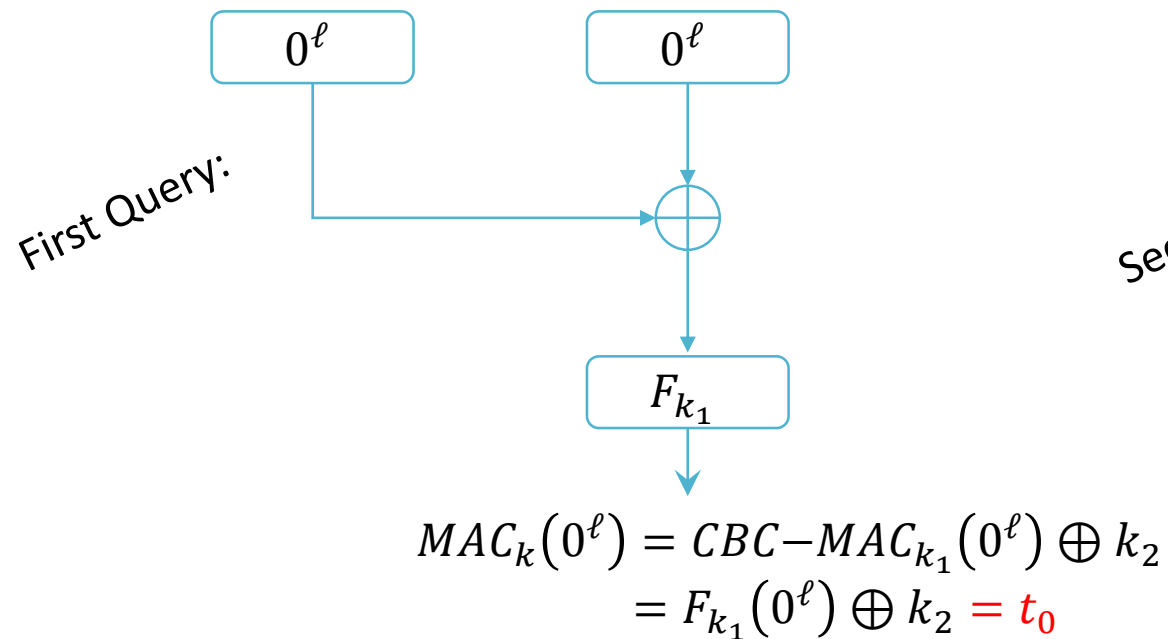 0^ℓ
0^ℓ
First Query:
F_{k_1}
MAC_k(0^ℓ) = CBC−MAC_{k_1}(0^ℓ) ⊕ k_2
= F_{k_1}(0^ℓ) ⊕ k_2 = t_0